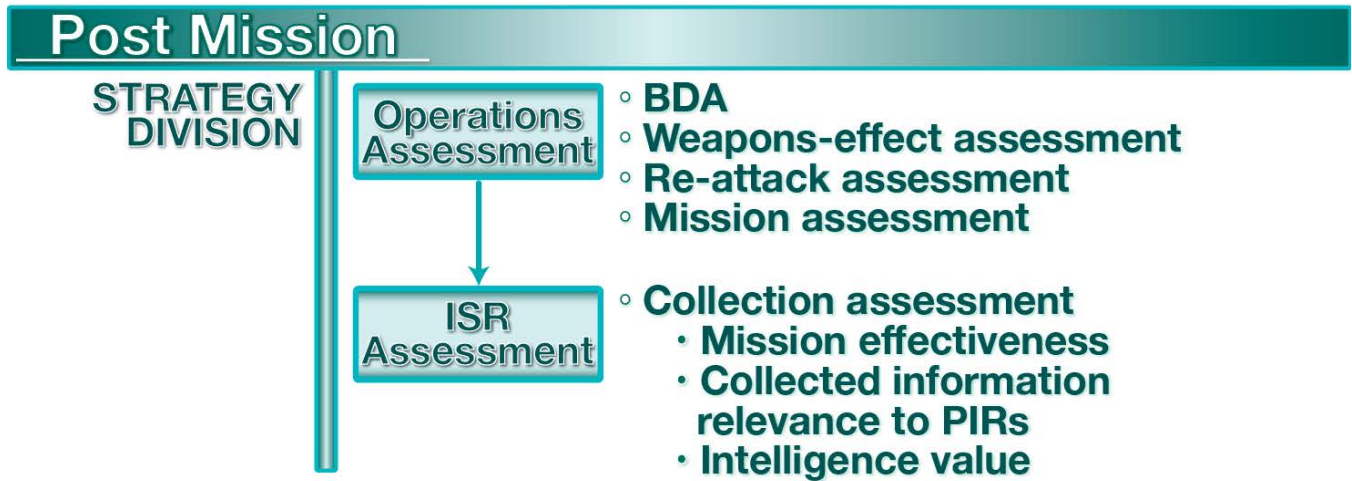 Post Mission
STRATEGY
DIVISION
Operations
Assessment
◦ BDA
◦ Weapons-effect assessment
◦ Re-attack assessment
◦ Mission assessment
ISR
Assessment
◦ Collection assessment
• Mission effectiveness
• Collected information
relevance to PIRs
• Intelligence value